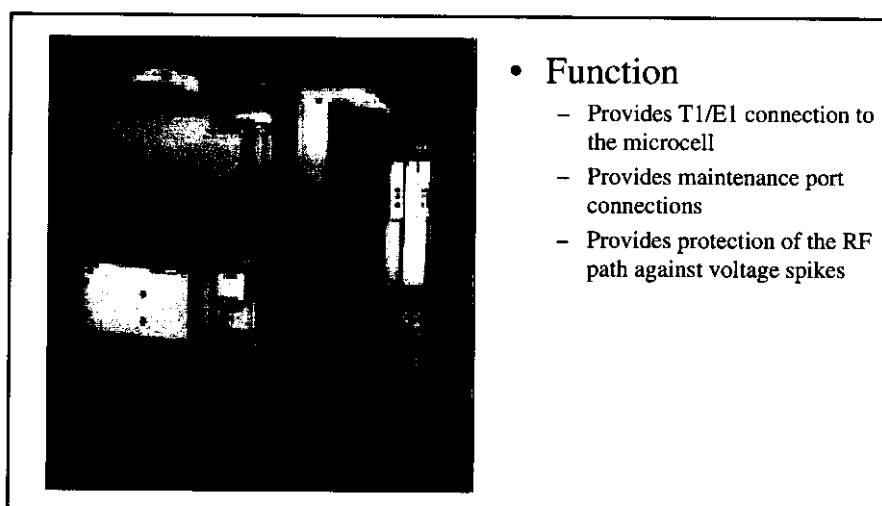 • Function
– Provides T1/E1 connection to
the microcell
– Provides maintenance port
connections
– Provides protection of the RF
path against voltage spikes